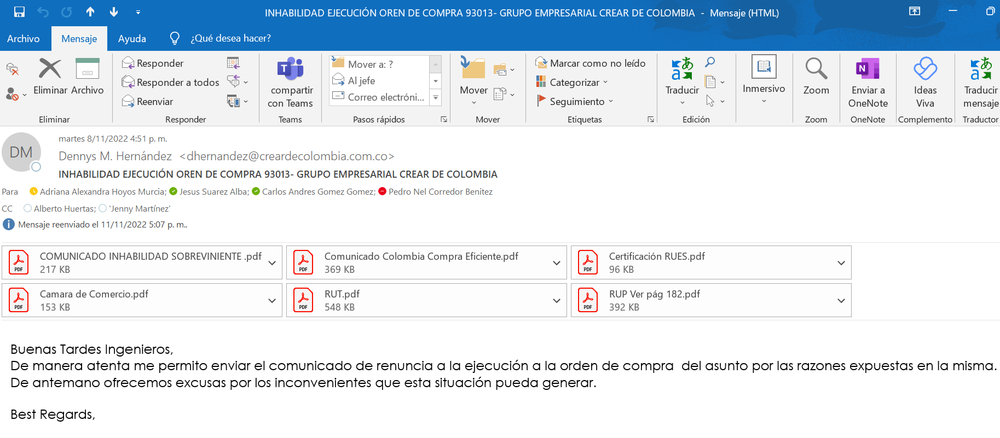 INHABILIDAD EJECUCIÓN OREN DE COMPRA 93013- GRUPO EMPRESARIAL CREAR DE COLOMBIA - Mensaje (HTML)
Archivo Mensaje Ayuda ¿Qué desea hacer?
Eliminar Archivo
Eliminar
Responder
Responder a todos
Reenviar
Responder
compartir
con Teams
Teams
Mover a: ?
Al jefe
Correo electróni...
Pasos rápidos
Mover
Mover
Marcar como no leído
Categorizar
Seguimiento
Etiquetas
Traducir
Edición
Inmersivo
Zoom
Zoom
Enviar a
OneNote
OneNote
Ideas
Viva
Complemento
Traducir
mensaje
Traductor
martes 8/11/2022 4:51 p. m.
DM
Dennys M. Hernández <dhernandez@creardecolombia.com.co>
INHABILIDAD EJECUCIÓN OREN DE COMPRA 93013- GRUPO EMPRESARIAL CREAR DE COLOMBIA
Para Adriana Alexandra Hoyos Murcia; Jesus Suarez Alba; Carlos Andres Gomez Gomez; Pedro Nel Corredor Benitez
CC Alberto Huertas; 'Jenny Martínez'
Mensaje reenviado el 11/11/2022 5:07 p. m..
PDF COMUNICADO INHABILIDAD SOBREVINIENTE .pdf
217 KB
PDF Comunicado Colombia Compra Eficiente.pdf
369 KB
PDF Certificación RUES.pdf
96 KB
PDF Camara de Comercio.pdf
153 KB
PDF RUT.pdf
548 KB
PDF RUP Ver pág 182.pdf
392 KB
Buenas Tardes Ingenieros,
De manera atenta me permito enviar el comunicado de renuncia a la ejecución a la orden de compra del asunto por las razones expuestas en la misma.
De antemano ofrecemos excusas por los inconvenientes que esta situación pueda generar.
Best Regards,